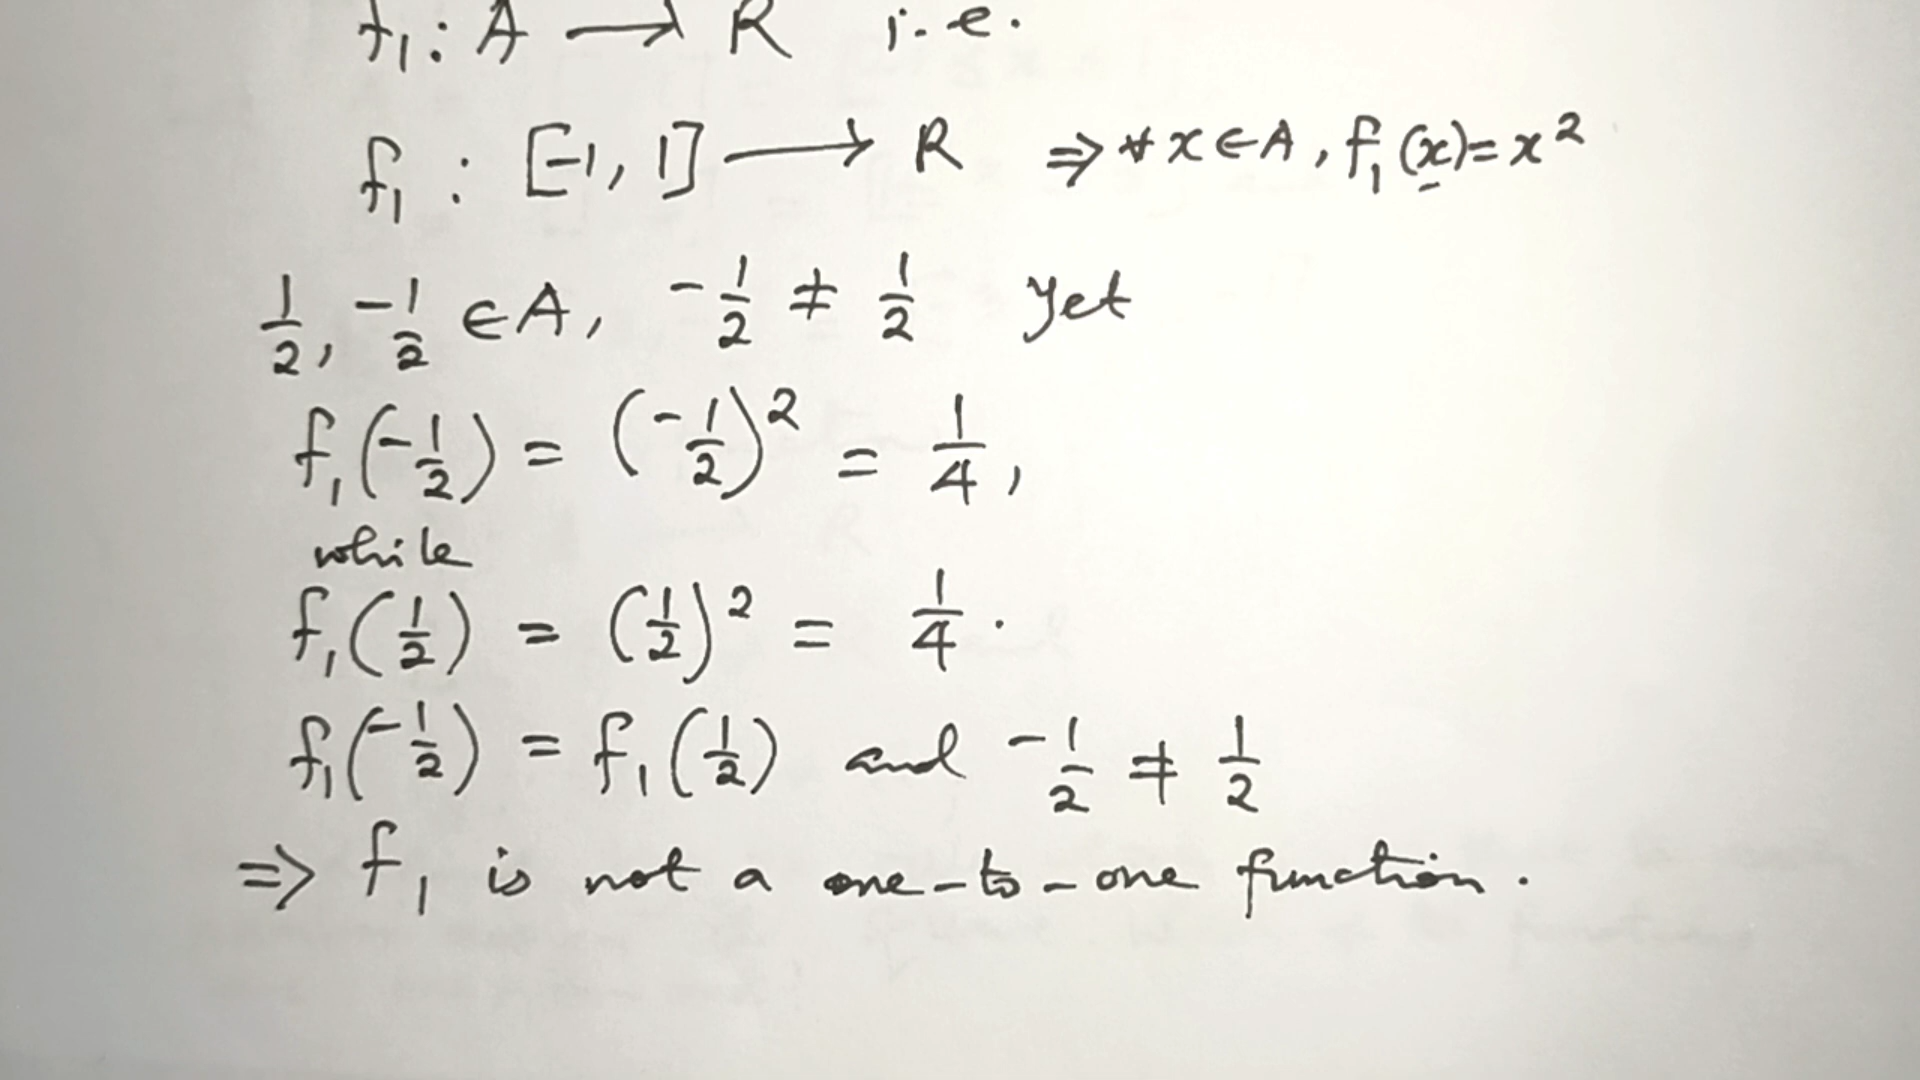 f₁ : A → R i.e.
f₁ : [-1, 1] → R ⇒ ∀ x ∈ A, f₁(x) = x²
1/2, -1/2 ∈ A, -1/2 ≠ 1/2 yet
f₁(-1/2) = (-1/2)² = 1/4,
while
f₁(1/2) = (1/2)² = 1/4.
f₁(-1/2) = f₁(1/2) and -1/2 ≠ 1/2
⇒ f₁ is not a one-to-one function.